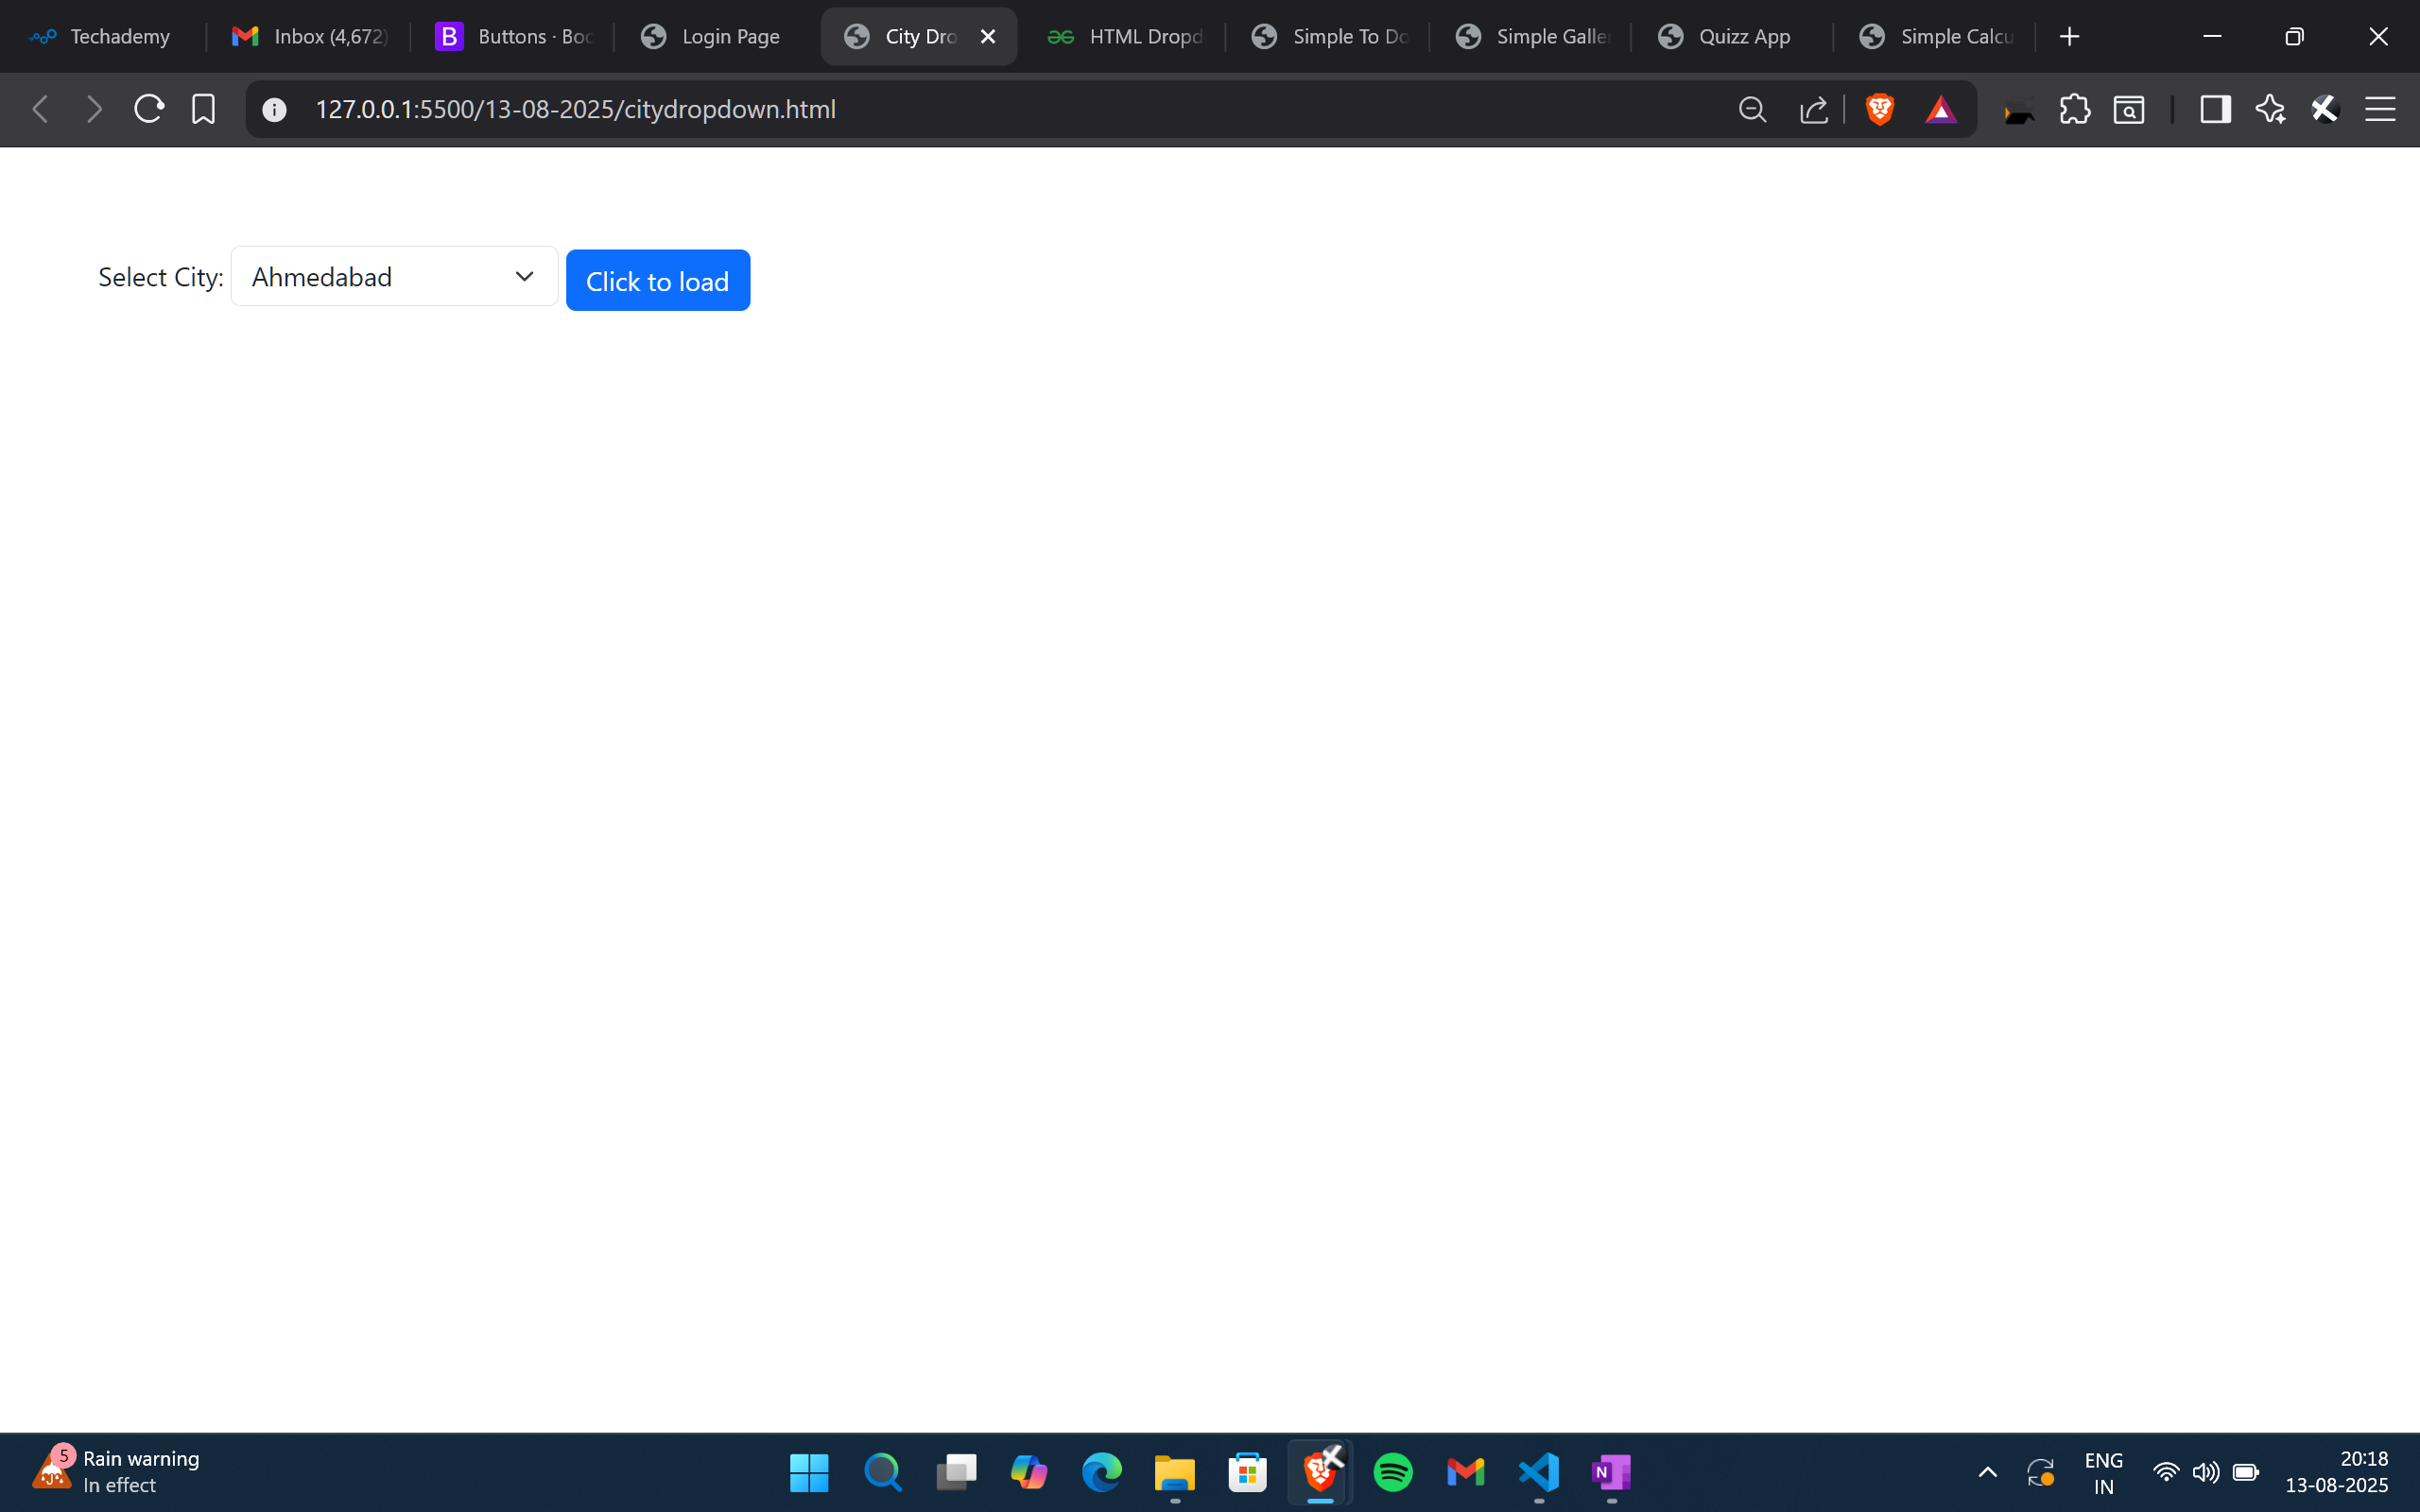 Techademy
Inbox (4,672)
Buttons · Boo
Login Page
City Dro
HTML Dropd
Simple To Do
Simple Galler
Quizz App
Simple Calcu
127.0.0.1:5500/13-08-2025/citydropdown.html
Select City:
Ahmedabad
Click to load
5
Rain warning
In effect
ENG
IN
20:18
13-08-2025